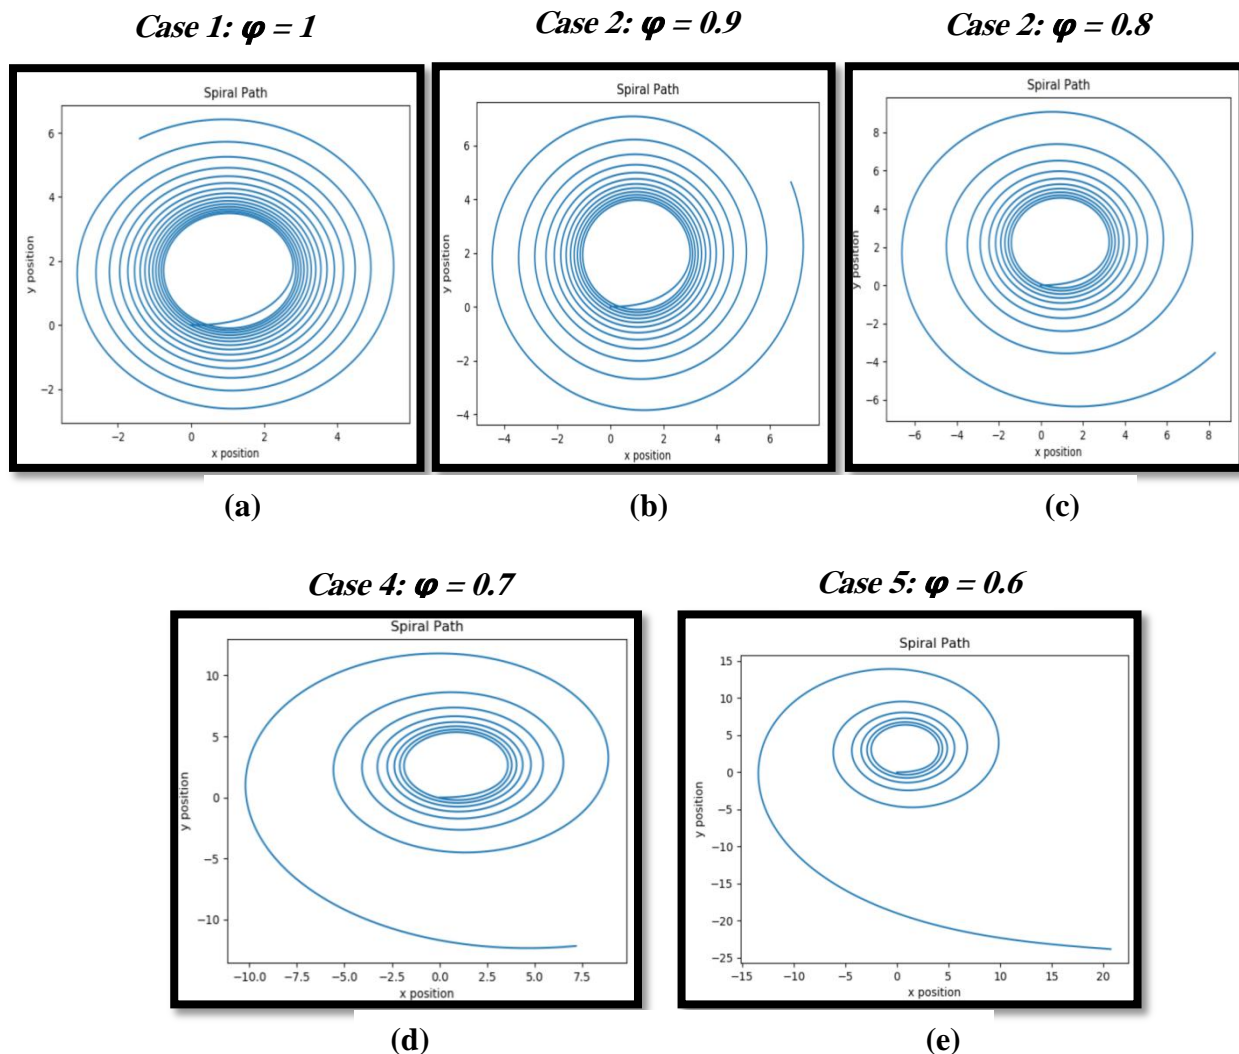 Case 1: φ = 1
Case 2: φ = 0.9
Case 2: φ = 0.8
Spiral Path
6
4
2
0
−2
y position
−2
0
2
4
x position
Spiral Path
6
4
2
0
−2
−4
y position
−4
−2
0
2
4
6
x position
Spiral Path
8
6
4
2
0
−2
−4
−6
y position
−6
−4
−2
0
2
4
6
8
x position
(a)
(b)
(c)
Case 4: φ = 0.7
Case 5: φ = 0.6
Spiral Path
10
5
0
−5
−10
y position
−10.0
−7.5
−5.0
−2.5
0.0
2.5
5.0
7.5
x position
Spiral Path
15
10
5
0
−5
−10
−15
−20
−25
y position
−15
−10
−5
0
5
10
15
20
x position
(d)
(e)